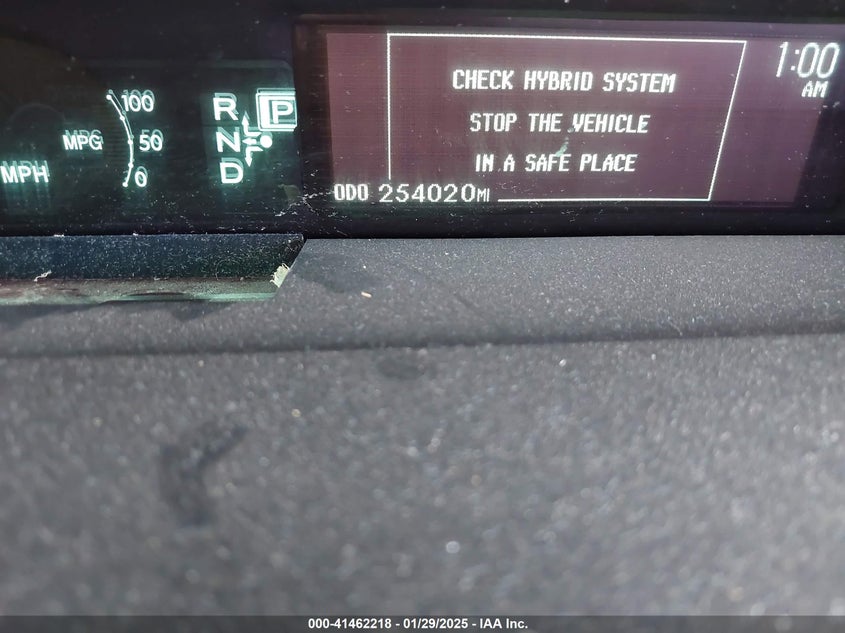 100
MPG
50
MPH
0
R
P
N
D
CHECK HYBRID SYSTEM
STOP THE VEHICLE
IN A SAFE PLACE
1:00
AM
ODO 254020MI
000-41462218 - 01/29/2025 - IAA Inc.